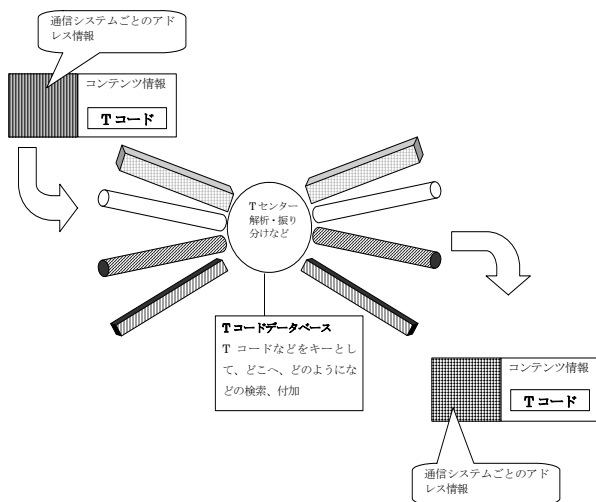 通信システムごとのアド
レス情報
コンテンツ情報
Tコード
Tセンター
解析・振り
分けなど
Tコードデータベース
T コードなどをキーとし
て、どこへ、どのようにな
どの検索、付加
コンテンツ情報
Tコード
通信システムごとのアド
レス情報